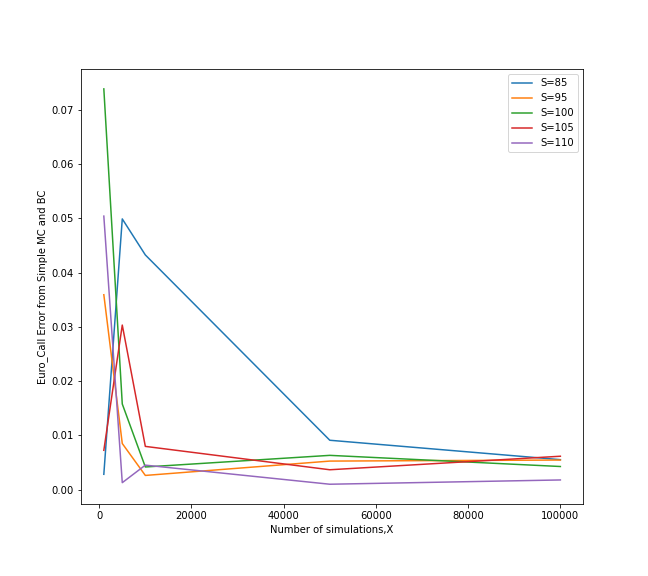 S=85
S=95
S=100
S=105
S=110
0.07
0.06
0.05
0.04
0.03
0.02
0.01
0.00
Euro_Call Error from Simple MC and BC
0 20000 40000 60000 80000 100000
Number of simulations,X